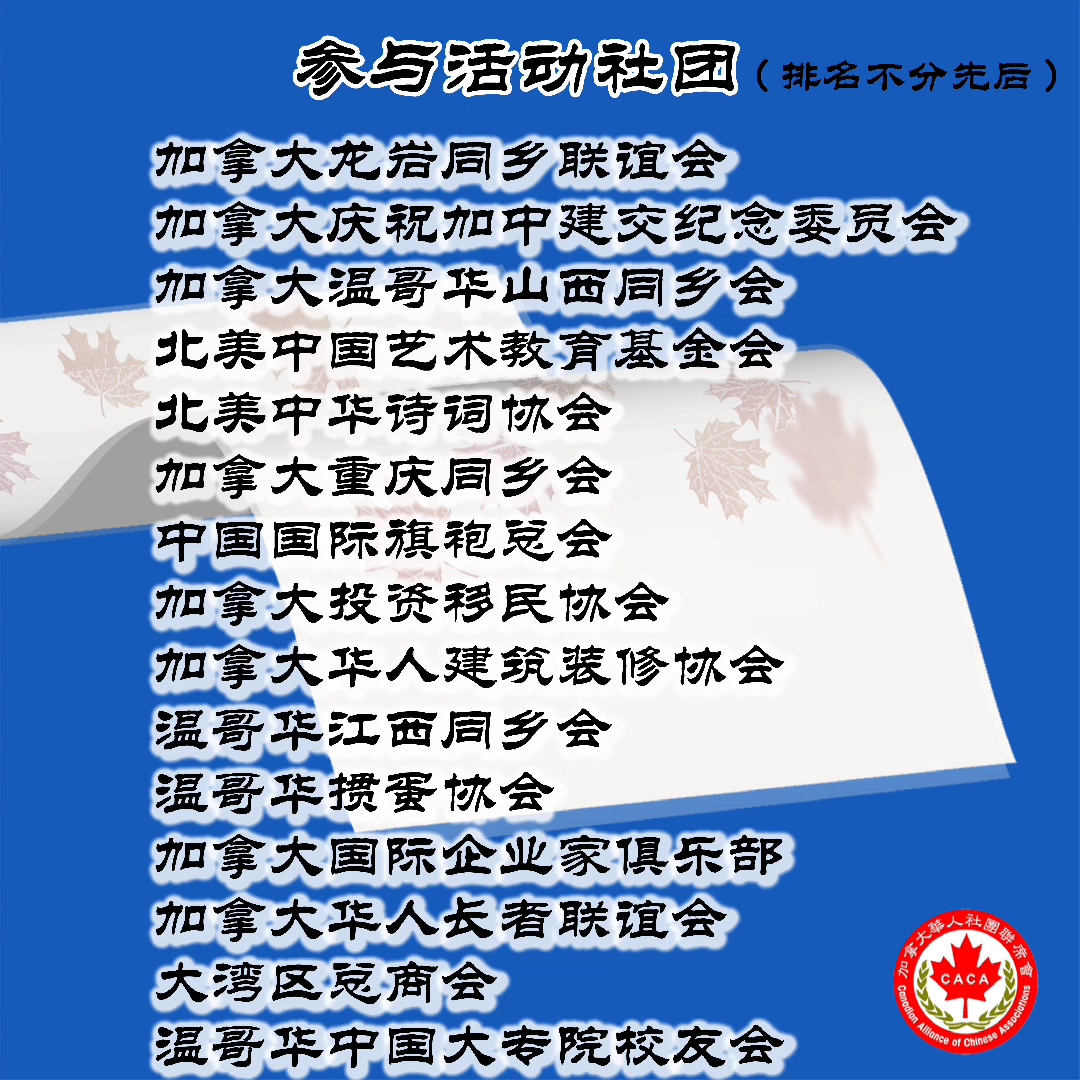 参与活动社团（排名不分先后）
加拿大龙岩同乡联谊会
加拿大庆祝加中建交纪念委员会
加拿大温哥华山西同乡会
北美中国艺术教育基金会
北美中华诗词协会
加拿大重庆同乡会
中国国际旗袍总会
加拿大投资移民协会
加拿大华人建筑装修协会
温哥华江西同乡会
温哥华掼蛋协会
加拿大国际企业家俱乐部
加拿大华人长者联谊会
大湾区总商会
温哥华中国大专院校友会
加拿大華人社團聯席會
CACA
Canadian Alliance of Chinese Associations